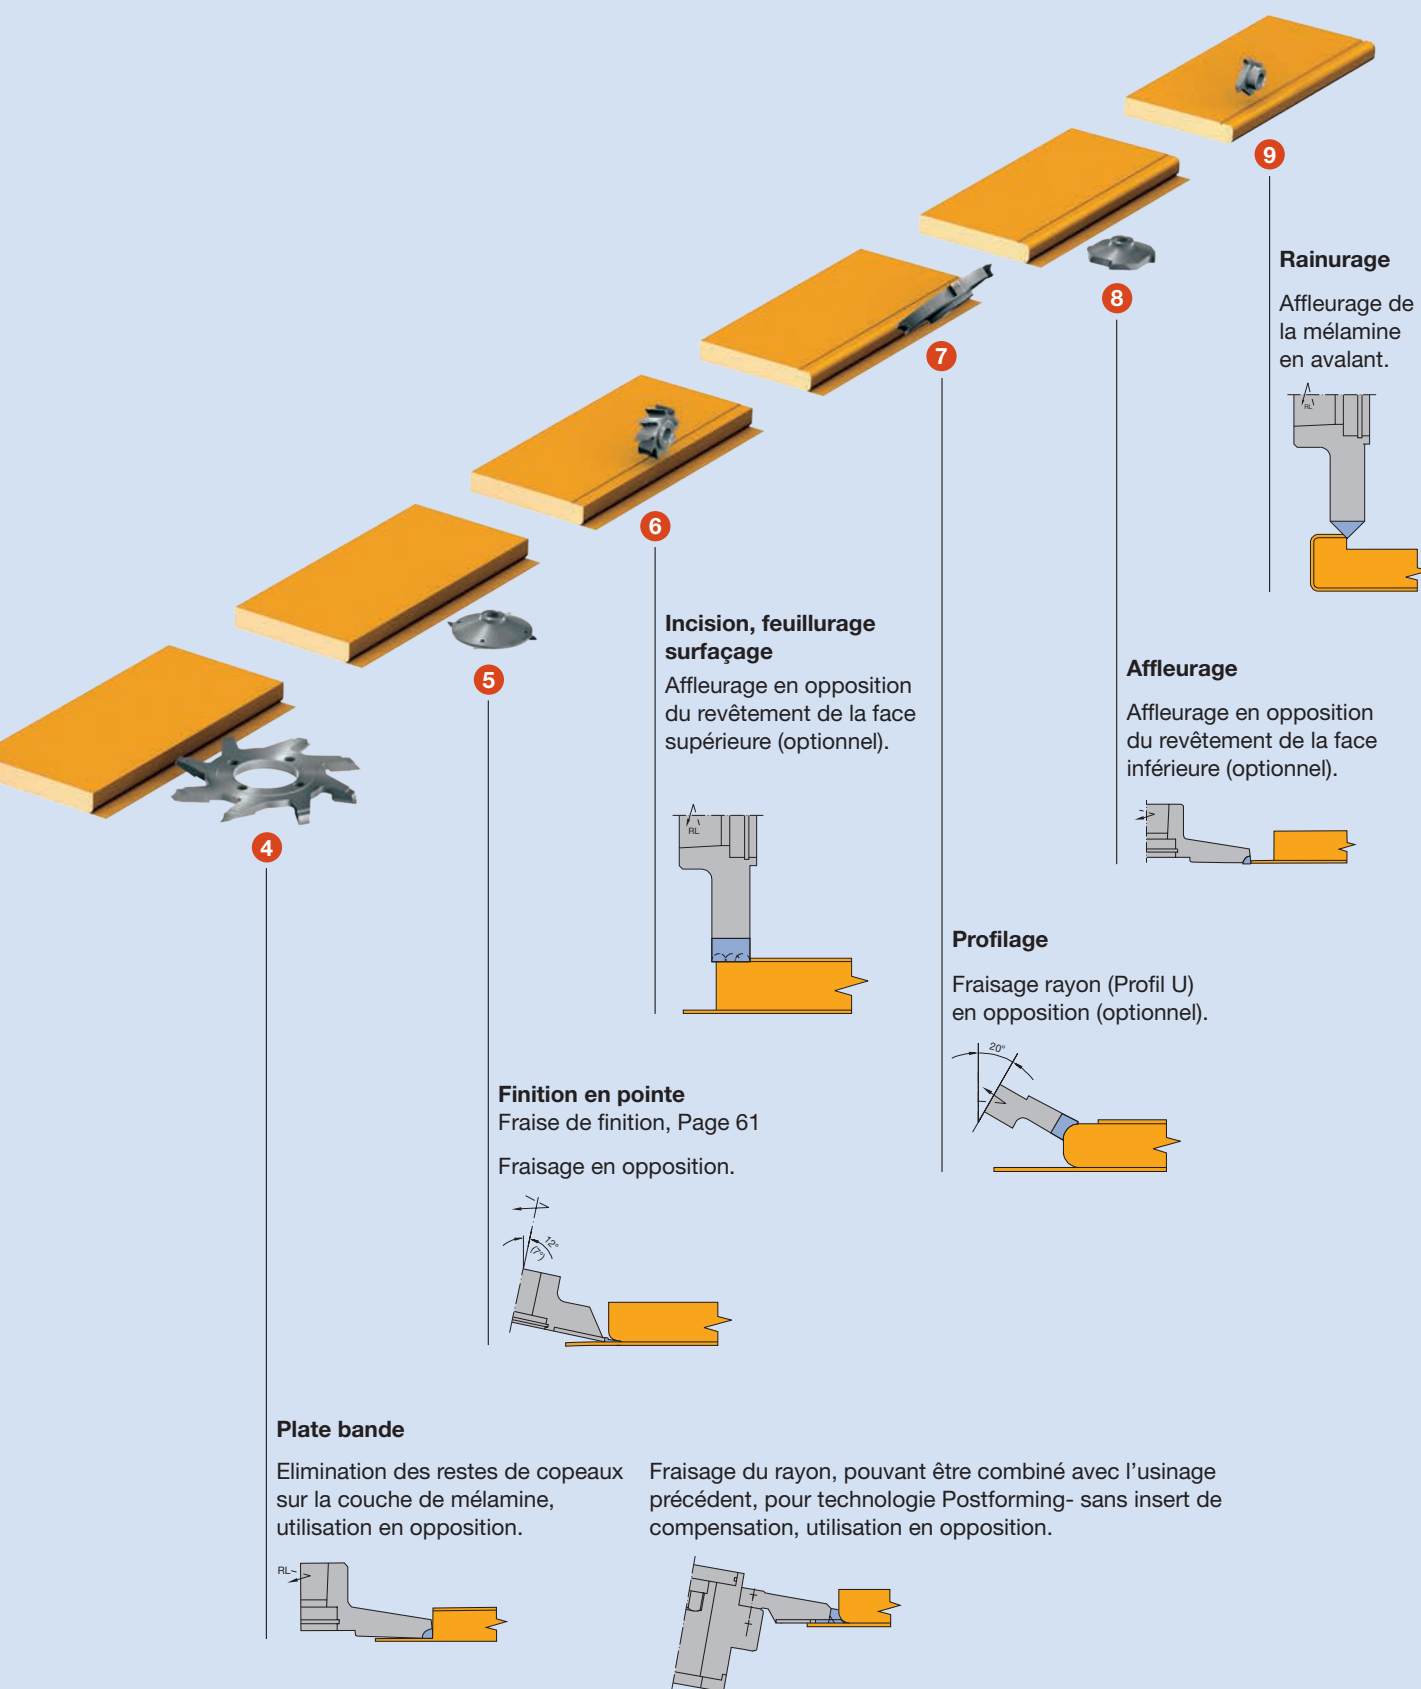 9
Rainurage
Affleurage de
la mélamine
en avalant.
RL
8
Affleurage
Affleurage en opposition
du revêtement de la face
inférieure (optionnel).
7
Profilage
Fraisage rayon (Profil U)
en opposition (optionnel).
20°
6
Incision, feuillurage
surfaçage
Affleurage en opposition
du revêtement de la face
supérieure (optionnel).
RL
5
Finition en pointe
Fraise de finition, Page 61
Fraisage en opposition.
12°
(7°)
4
Plate bande
Elimination des restes de copeaux
sur la couche de mélamine,
utilisation en opposition.
RL
Fraisage du rayon, pouvant être combiné avec l’usinage
précédent, pour technologie Postforming- sans insert de
compensation, utilisation en opposition.